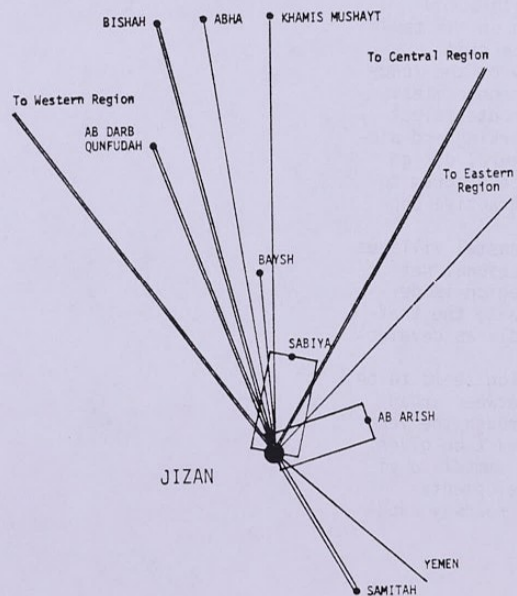 BISHAH
ABHA
KHAMIS MUSHAYT
To Central Region
To Western Region
AB DARB
QUNFUDAH
To Eastern
Region
BAYSH
SABIYA
AB ARISH
JIZAN
YEMEN
SAMITAH